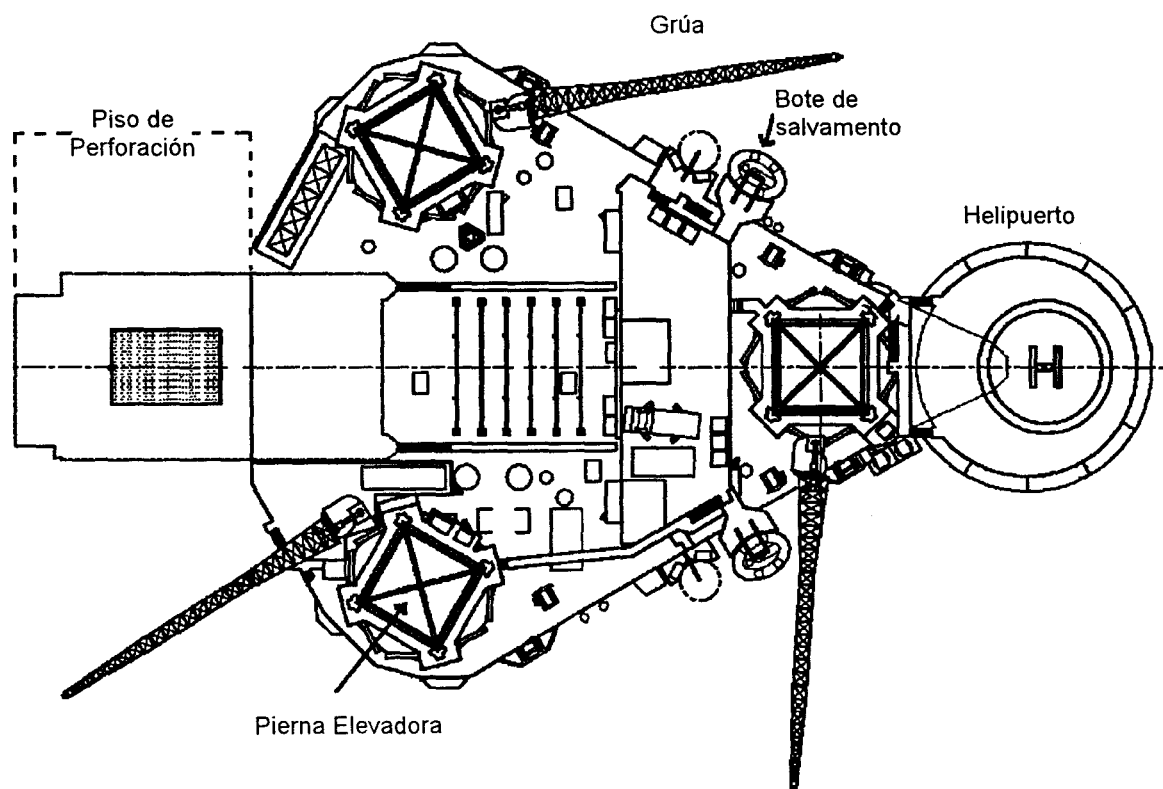 Grúa
Piso de
Perforación
Bote de
salvamento
Helipuerto
H
Pierna Elevadora